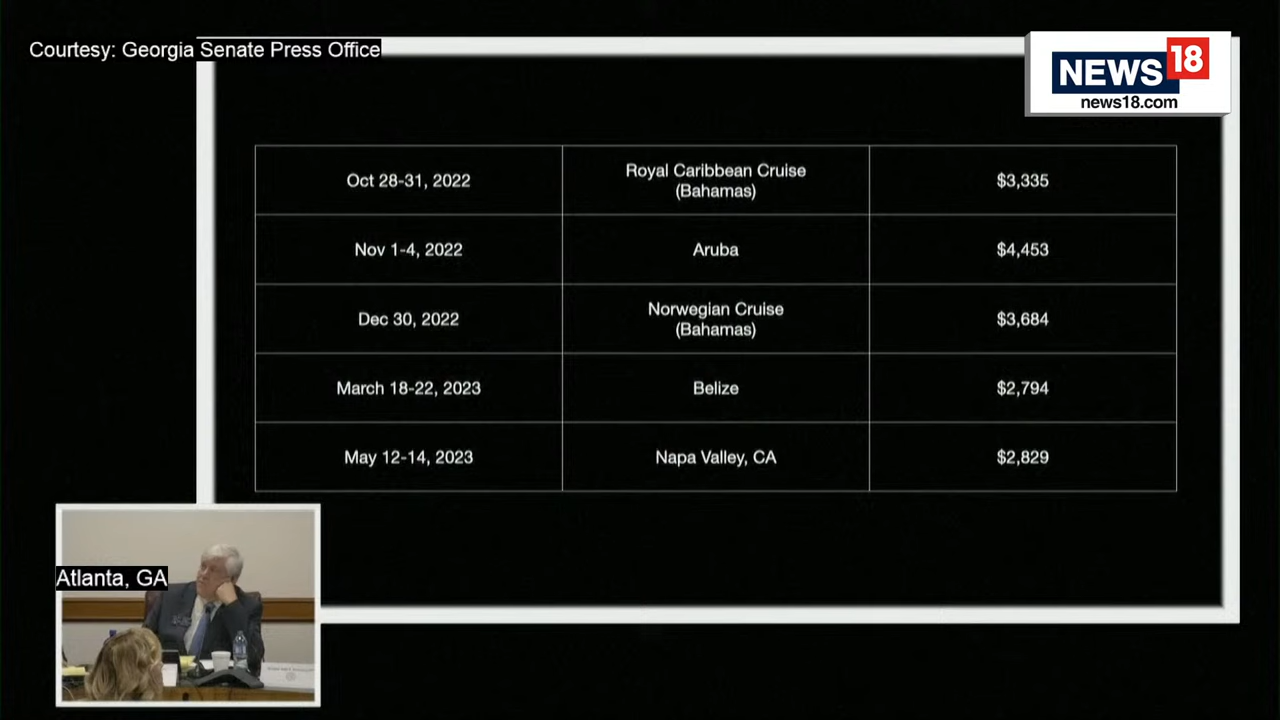 Courtesy: Georgia Senate Press Office
NEWS 18
news18.com
Oct 28-31, 2022
Royal Caribbean Cruise
(Bahamas)
$3,335
Nov 1-4, 2022
Aruba
$4,453
Dec 30, 2022
Norwegian Cruise
(Bahamas)
$3,684
March 18-22, 2023
Belize
$2,794
May 12-14, 2023
Napa Valley, CA
$2,829
Atlanta, GA